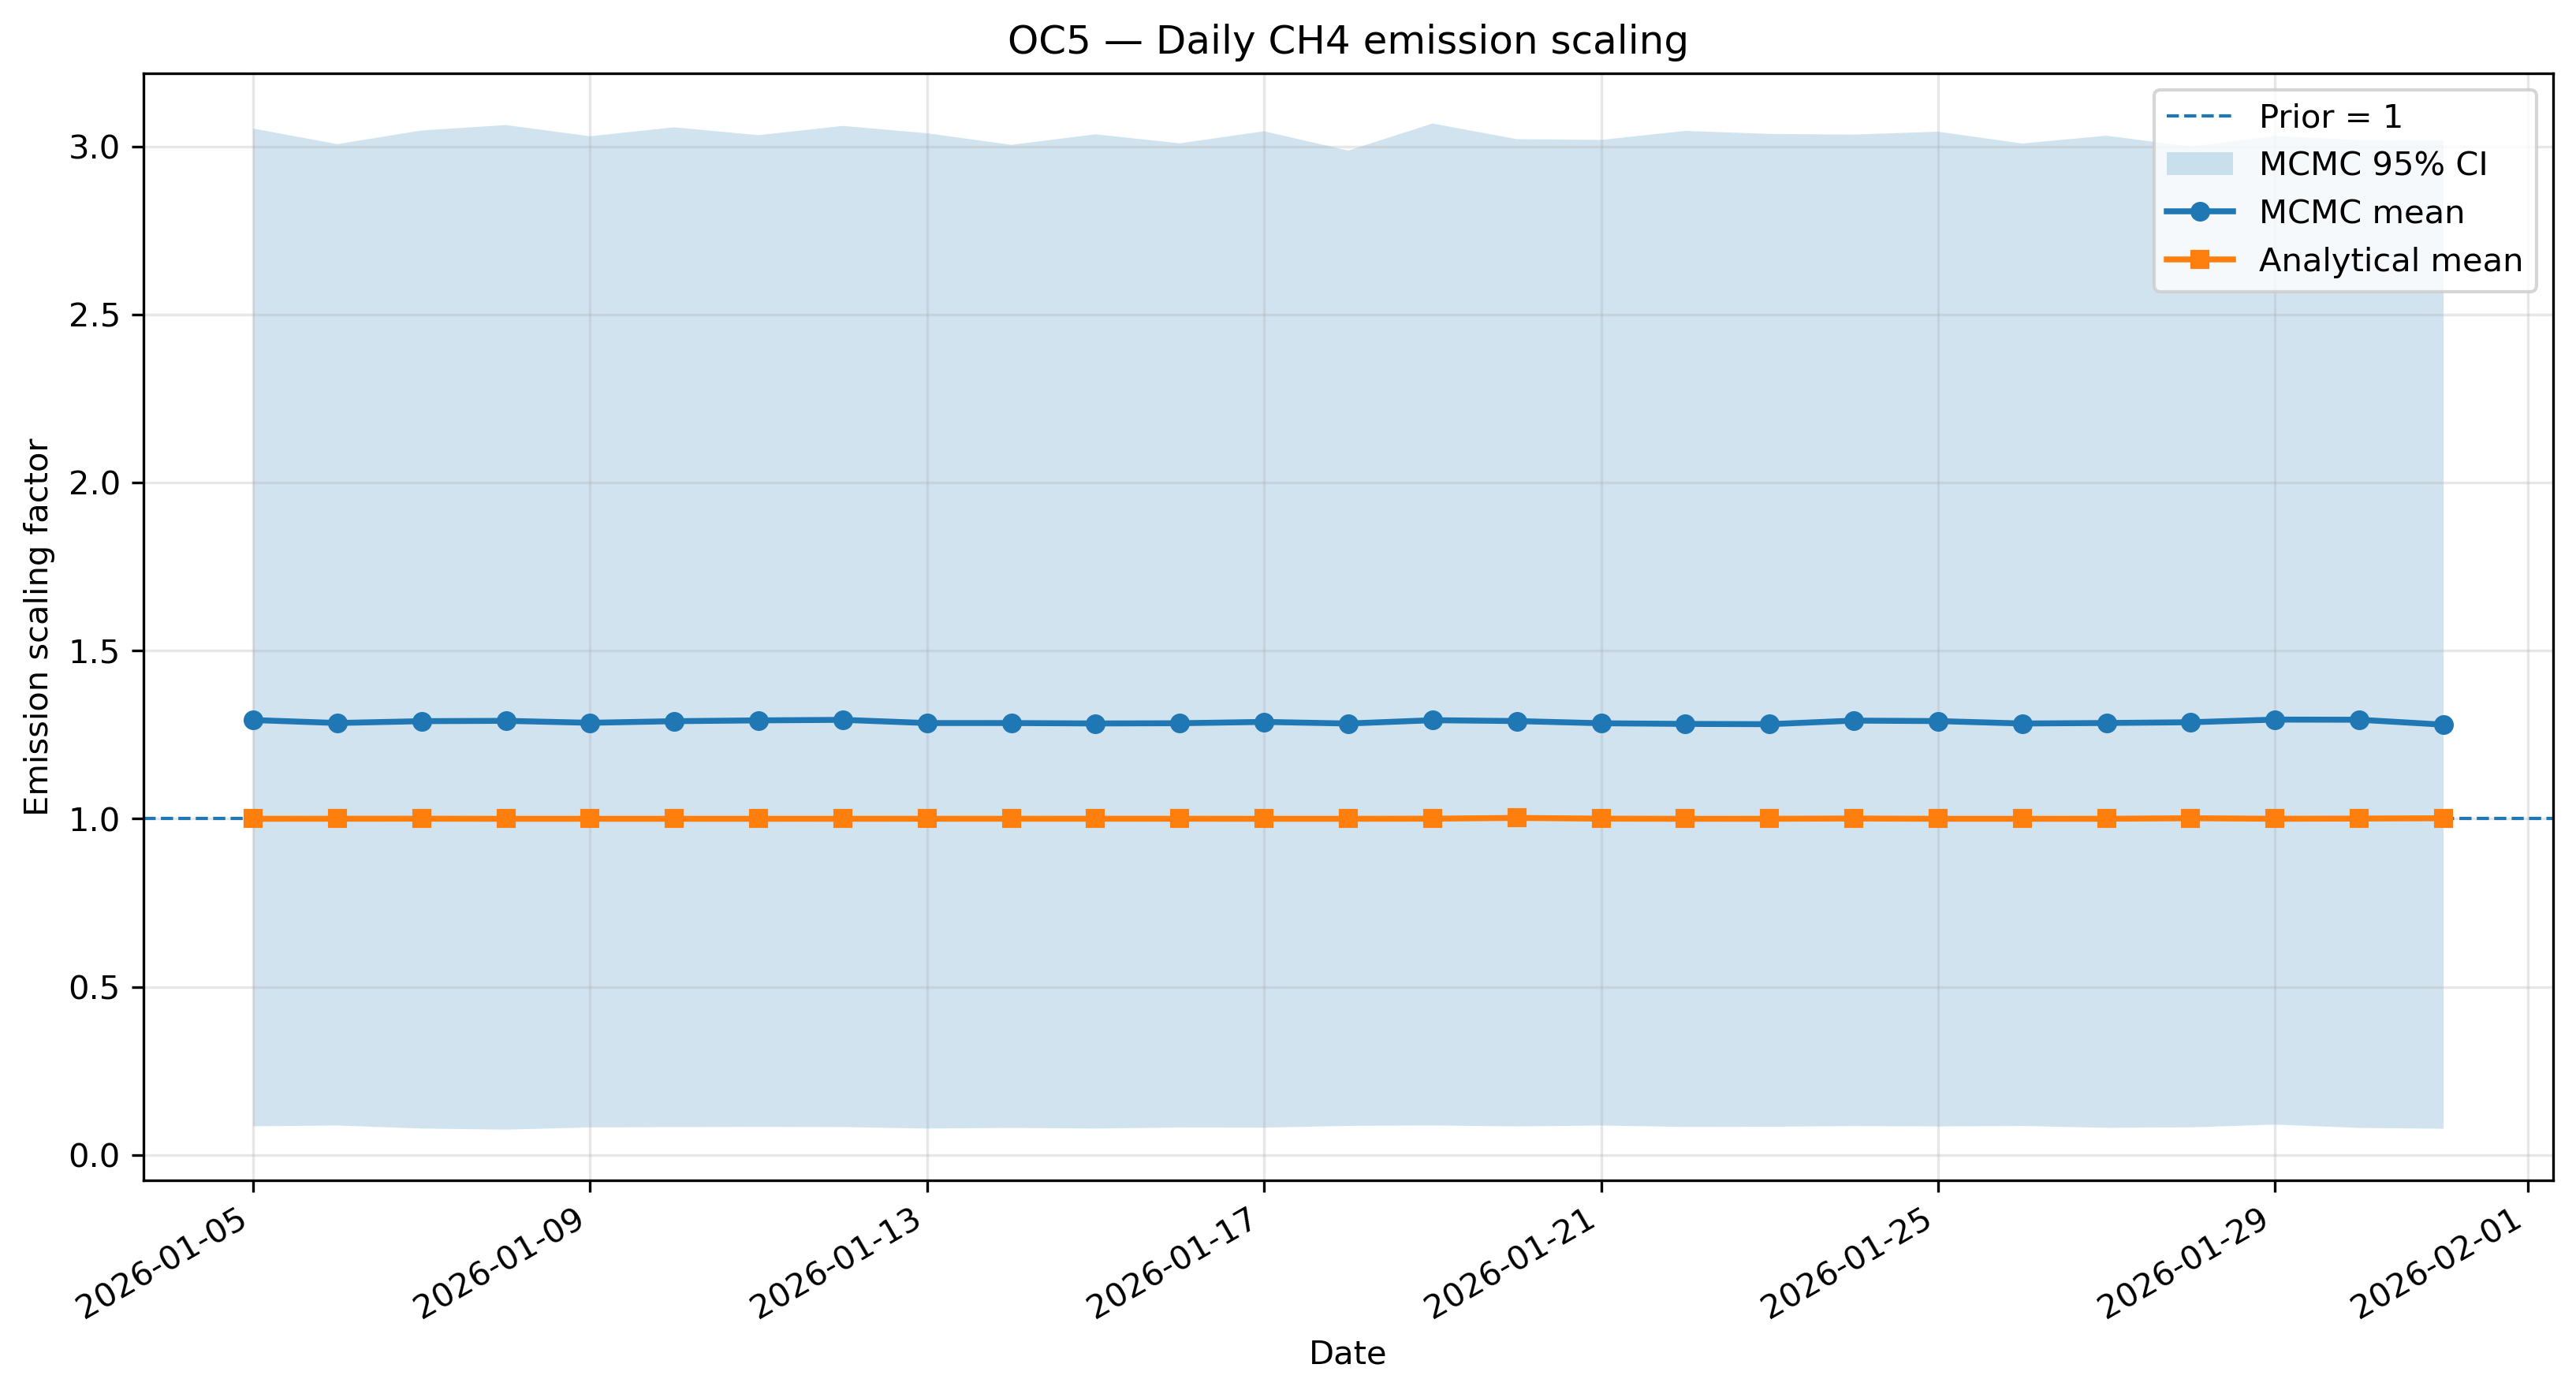 OC5 — Daily CH4 emission scaling
Prior = 1
MCMC 95% CI
MCMC mean
Analytical mean
Emission scaling factor
3.0
2.5
2.0
1.5
1.0
0.5
0.0
2026-01-05
2026-01-09
2026-01-13
2026-01-17
2026-01-21
2026-01-25
2026-01-29
2026-02-01
Date